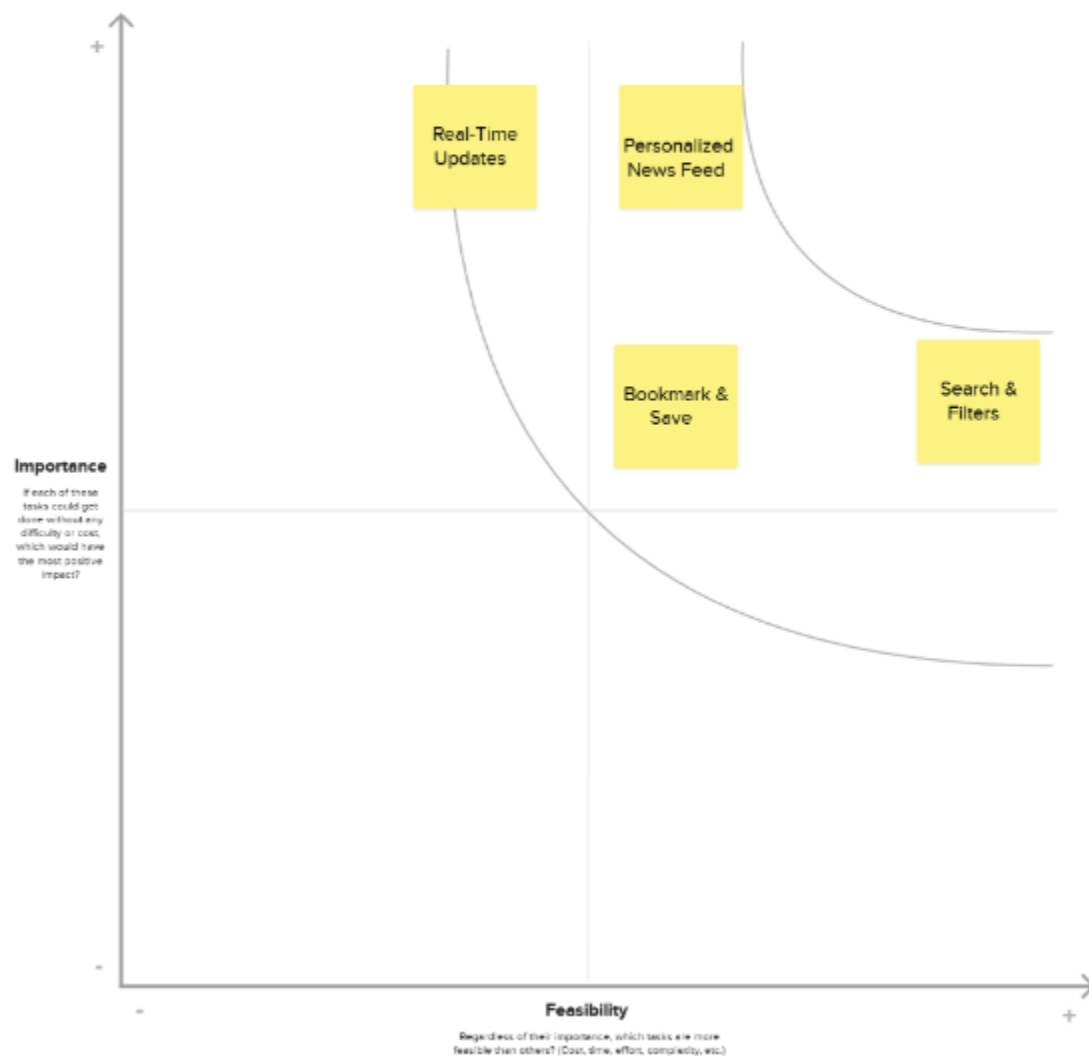 +
Real-Time
Updates
Personalized
News Feed
Bookmark &
Save
Search &
Filters
Importance
If each of these
tasks could get
done without any
difficulty or cost,
which would have
the most positive
impact?
-
-
Feasibility
+
Regardless of their importance, which tasks are more
feasible than others? (Cost, time, effort, complexity, etc.)